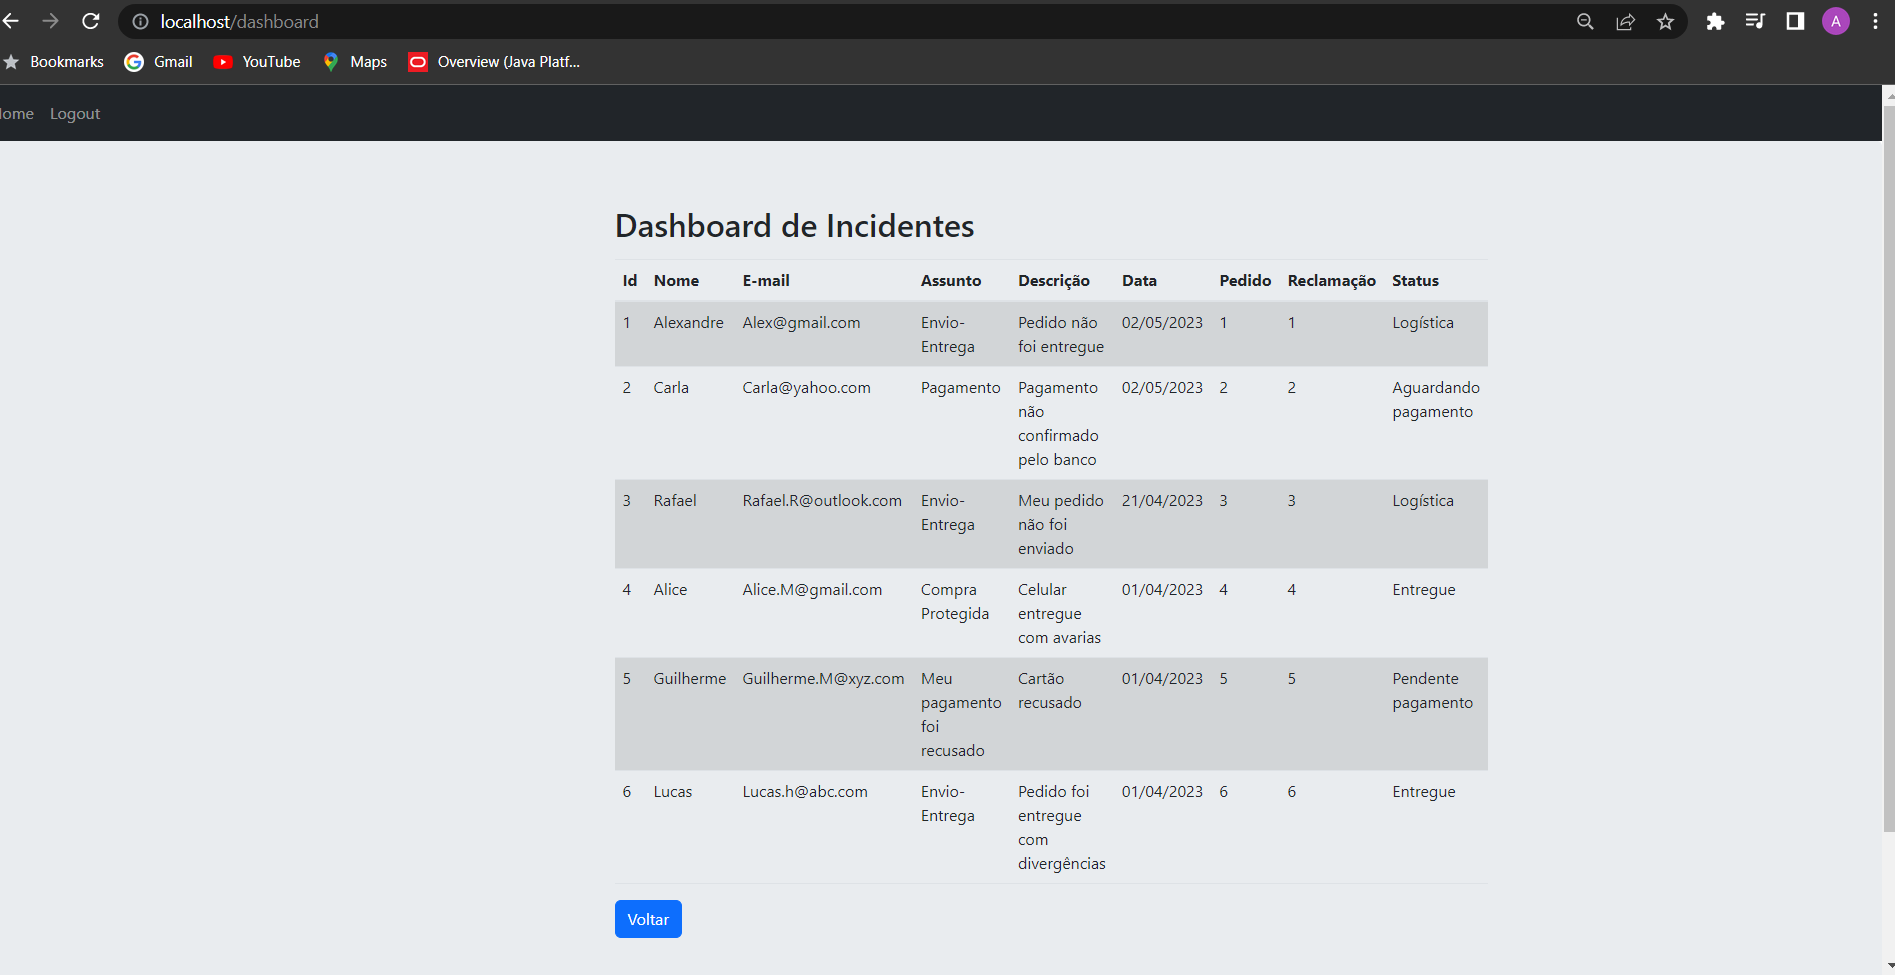 localhost/dashboard
A
Bookmarks Gmail YouTube Maps Overview (Java Platf...
Logout
Dashboard de Incidentes
Id Nome E-mail Assunto Descrição Data Pedido Reclamação Status
1 Alexandre Alex@gmail.com Envio- Pedido não 02/05/2023 1 1 Logística
Entrega foi entregue
2 Carla Carla@yahoo.com Pagamento Pagamento 02/05/2023 2 2 Aguardando
não pagamento
confirmado
pelo banco
3 Rafael Rafael.R@outlook.com Envio- Meu pedido 21/04/2023 3 3 Logística
Entrega não foi
enviado
4 Alice Alice.M@gmail.com Compra Celular 01/04/2023 4 4 Entregue
Protegida entregue
com avarias
5 Guilherme Guilherme.M@xyz.com Meu Cartão 01/04/2023 5 5 Pendente
pagamento recusado pagamento
foi
recusado
6 Lucas Lucas.h@abc.com Envio- Pedido foi 01/04/2023 6 6 Entregue
Entrega entregue
com
divergências
Voltar